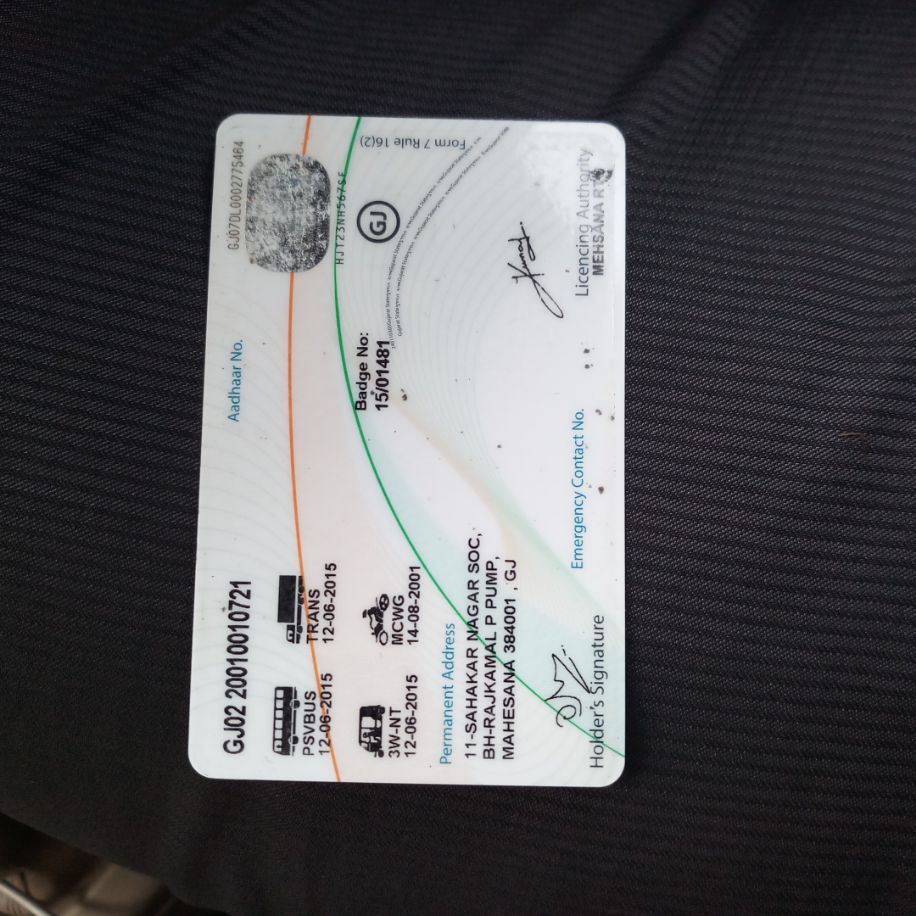 GJ02 20010010721
Aadhaar No.
GJ07DL0002775484
PSVBUS
12-06-2015
TRANS
12-06-2015
HJT23NH567SF
3W-NT
12-06-2015
MCWG
14-08-2001
Badge No:
15/01481
GJ
Form 7 Rule 16(2)
Permanent Address
11-SAHAKAR NAGAR SOC,
BH-RAJKAMAL P PUMP,
MAHESANA 384001 , GJ
Holder's Signature
Emergency Contact No.
Licencing Authority
MEHSANA RTO